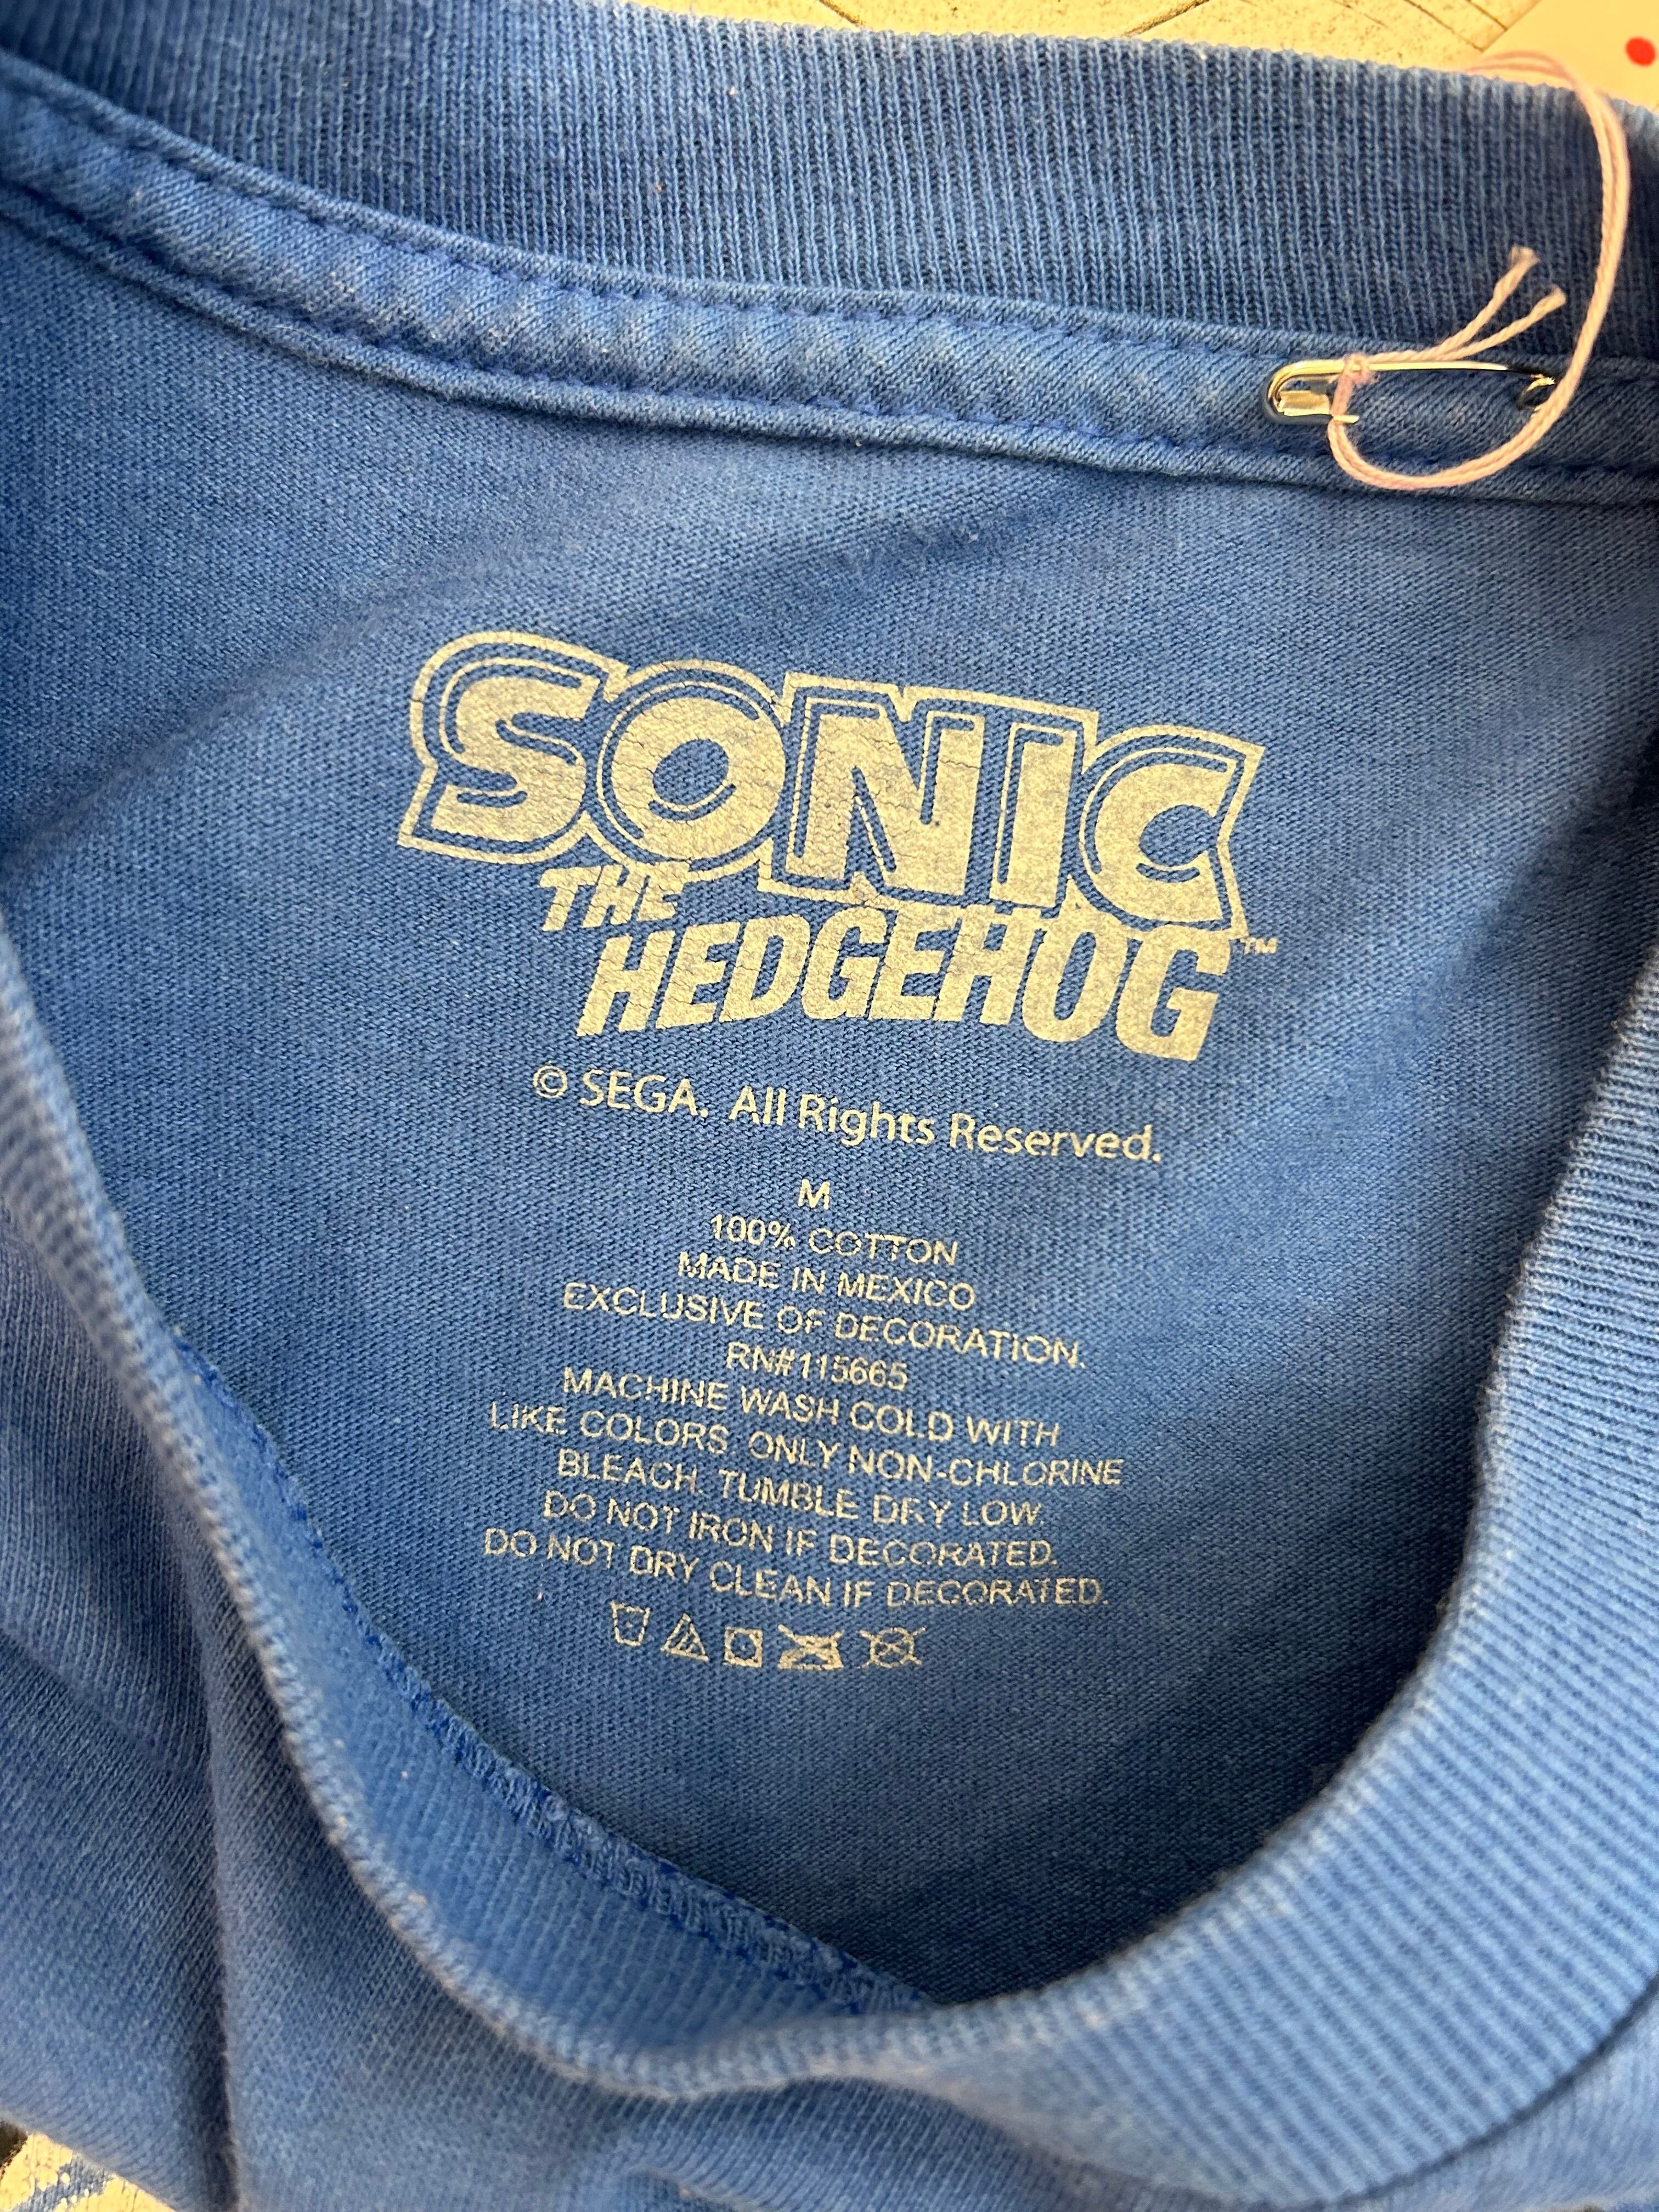 SONIC
THE
HEDGEHOG™
© SEGA. All Rights Reserved.
M
100% COTTON
MADE IN MEXICO
EXCLUSIVE OF DECORATION.
RN#115665
MACHINE WASH COLD WITH
LIKE COLORS. ONLY NON-CHLORINE
BLEACH. TUMBLE DRY LOW.
DO NOT IRON IF DECORATED.
DO NOT DRY CLEAN IF DECORATED.